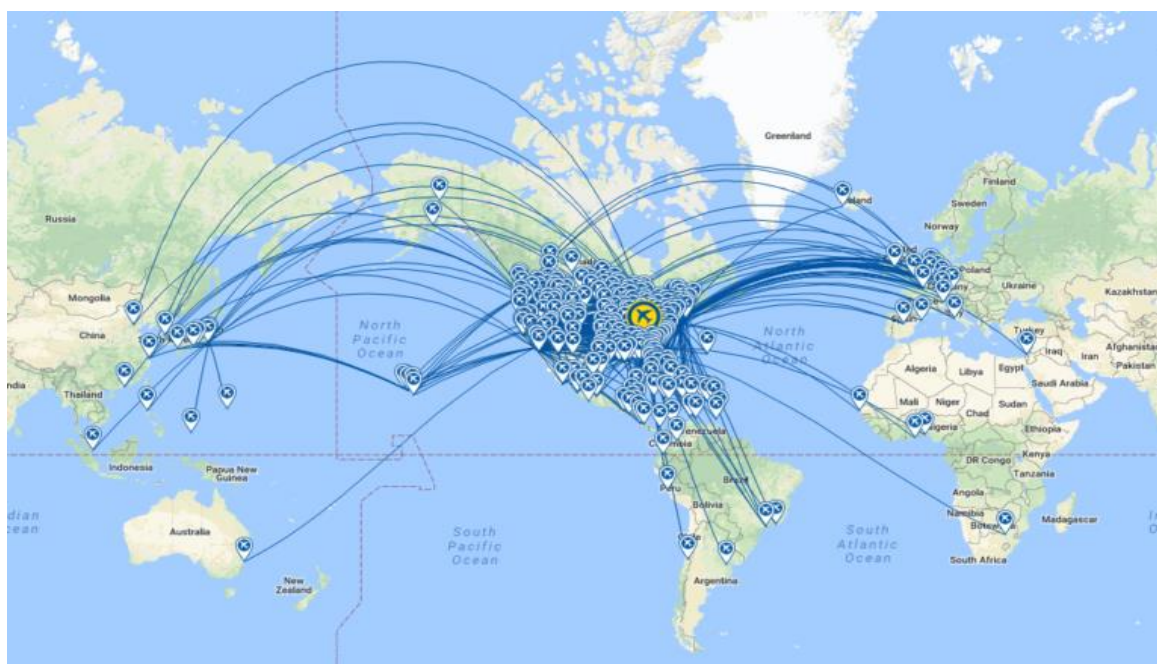 Greenland
Finland
Sweden
Norway
Russia
Poland
Ukraine
Kazakhstan
Mongolia
China
North
Pacific
Ocean
North
Atlantic
Ocean
Turkey
Iraq
Iran
Afghanistan
Pakistan
Algeria
Libya
Egypt
Saudi Arabia
Thailand
Mali
Niger
Chad
Sudan
Ethiopia
Indonesia
Papua New
Guinea
DR Congo
Kenya
Tanzania
Peru
Brazil
Bolivia
Angola
Namibia
Madagascar
Australia
South
Pacific
Ocean
South
Atlantic
Ocean
South Africa
New
Zealand
Argentina